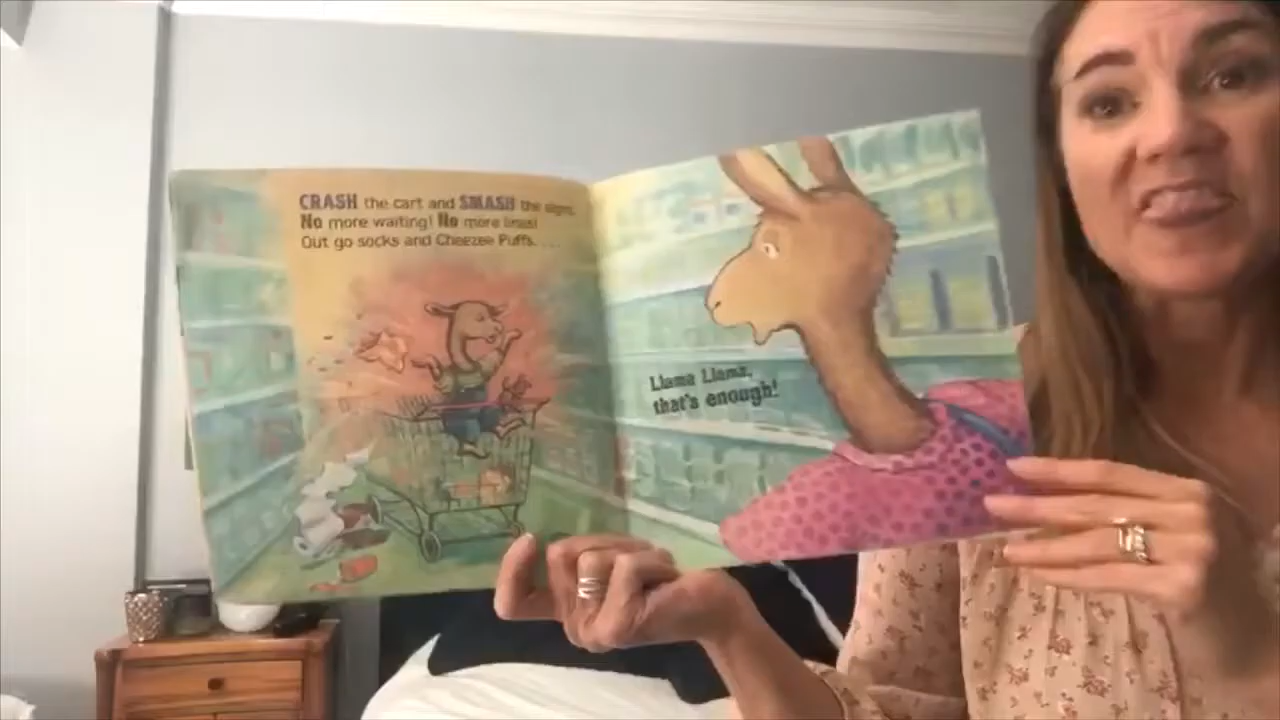 CRASH the cart and SMASH the signs.
No more waiting! No more lines!
Out go socks and Cheezee Puffs. . . .
Llama Llama,
that's enough!